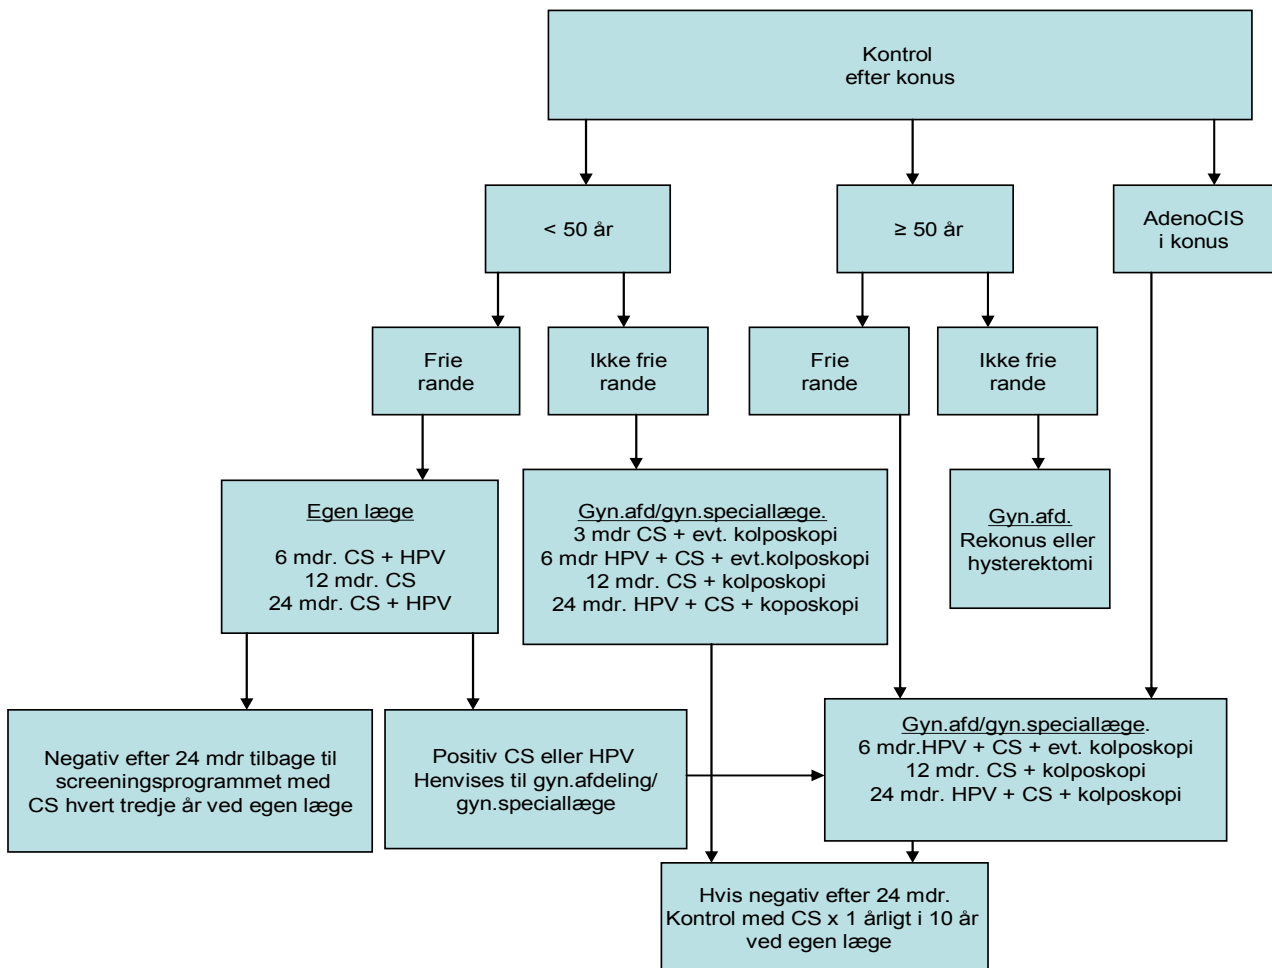 Kontrol
efter konus
< 50 år
≥ 50 år
AdenoCIS
i konus
Frie
rande
Ikke frie
rande
Frie
rande
Ikke frie
rande
Egen læge
6 mdr. CS + HPV
12 mdr. CS
24 mdr. CS + HPV
Gyn.afd/gyn.speciallæge.
3 mdr CS + evt. kolposkopi
6 mdr HPV + CS + evt.kolposkopi
12 mdr. CS + kolposkopi
24 mdr. HPV + CS + koposkopi
Gyn.afd.
Rekonus eller
hysterektomi
Negativ efter 24 mdr tilbage til
screeningsprogrammet med
CS hvert tredje år ved egen læge
Positiv CS eller HPV
Henvises til gyn.afdeling/
gyn.speciallæge
Gyn.afd/gyn.speciallæge.
6 mdr.HPV + CS + evt. kolposkopi
12 mdr. CS + kolposkopi
24 mdr. HPV + CS + kolposkopi
Hvis negativ efter 24 mdr.
Kontrol med CS x 1 årligt i 10 år
ved egen læge